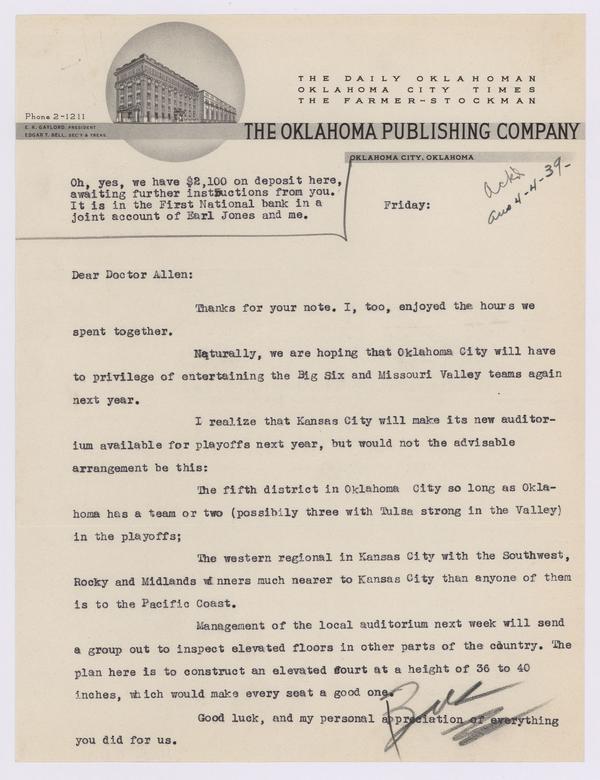 THE DAILY OKLAHOMAN
OKLAHOMA CITY TIMES
THE FARMER-STOCKMAN
Phone 2-1211
E. K. GAYLORD, PRESIDENT
EDGAR T. BELL, SEC'Y & TREAS.
THE OKLAHOMA PUBLISHING COMPANY
OKLAHOMA CITY, OKLAHOMA
Oh, yes, we have $2,100 on deposit here,
awaiting further instructions from you.
It is in the First National bank in a
joint account of Earl Jones and me.
4-4-39-
Friday:
Dear Doctor Allen:
Thanks for your note. I, too, enjoyed the hours we
spent together.
Naturally, we are hoping that Oklahoma City will have
to privilege of entertaining the Big Six and Missouri Valley teams again
next year.
I realize that Kansas City will make its new auditor-
ium available for playoffs next year, but would not the advisable
arrangement be this:
The fifth district in Oklahoma City so long as Okla-
homa has a team or two (possibily three with Tulsa strong in the Valley)
in the playoffs;
The western regional in Kansas City with the Southwest,
Rocky and Midlands winners much nearer to Kansas City than anyone of them
is to the Pacific Coast.
Management of the local auditorium next week will send
a group out to inspect elevated floors in other parts of the country. The
plan here is to construct an elevated court at a height of 36 to 40
inches, which would make every seat a good one.
Good luck, and my personal appreciation of everything
you did for us.